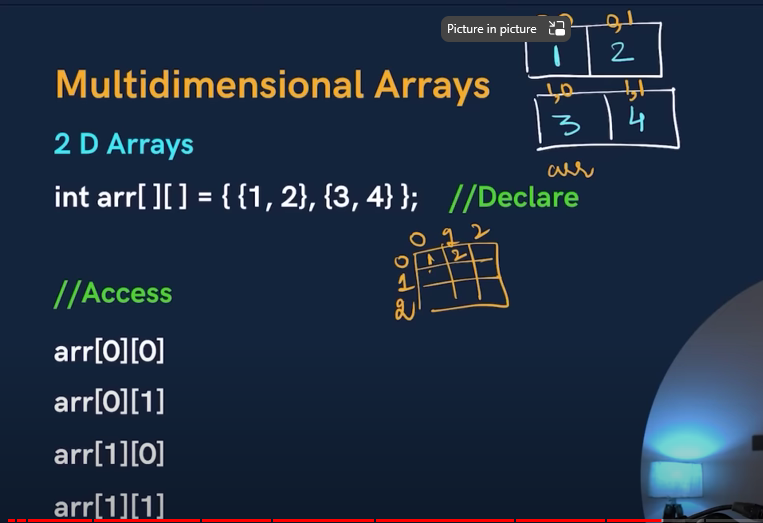 Picture in picture
0,1
1 2
Multidimensional Arrays
1,0 1,1
3 4
2 D Arrays
arr
int arr[ ][ ] = { {1, 2}, {3, 4} }; //Declare
0 1 2
0 1 2
1
2
//Access
arr[0][0]
arr[0][1]
arr[1][0]
arr[1][1]